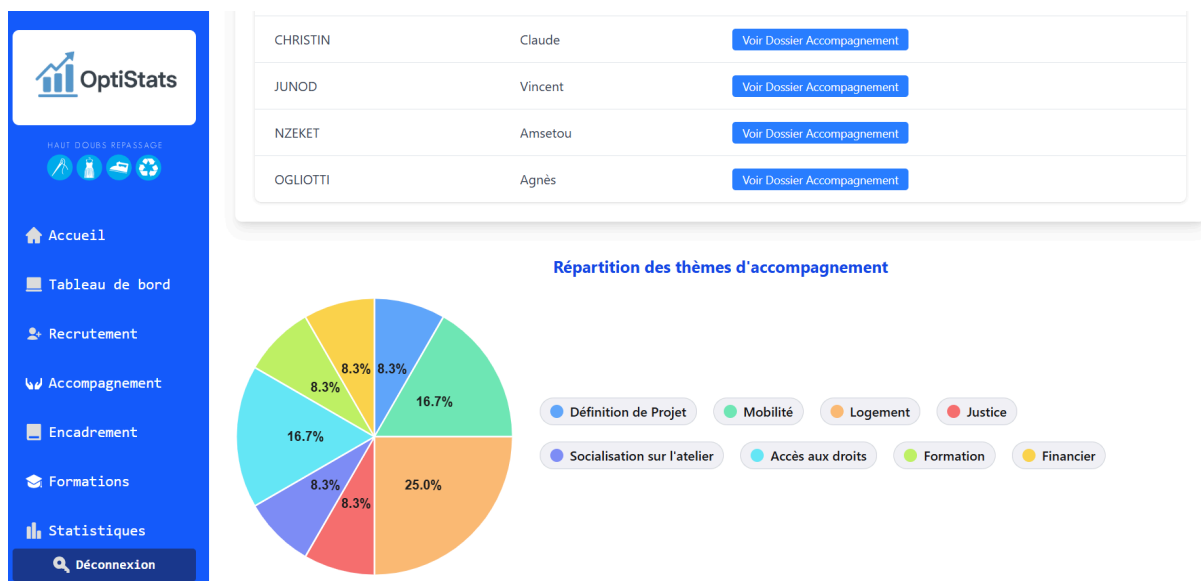 OptiStats
HAUT DOUBS REPASSAGE
Accueil
Tableau de bord
Recrutement
Accompagnement
Encadrement
Formations
Statistiques
Déconnexion
CHRISTIN Claude Voir Dossier Accompagnement
JUNOD Vincent Voir Dossier Accompagnement
NZEKET Amsetou Voir Dossier Accompagnement
OGLIOTTI Agnès Voir Dossier Accompagnement
Répartition des thèmes d'accompagnement
8.3% 8.3%
8.3%
16.7%
16.7%
8.3%
25.0%
8.3%
Définition de Projet Mobilité Logement Justice
Socialisation sur l'atelier Accès aux droits Formation Financier